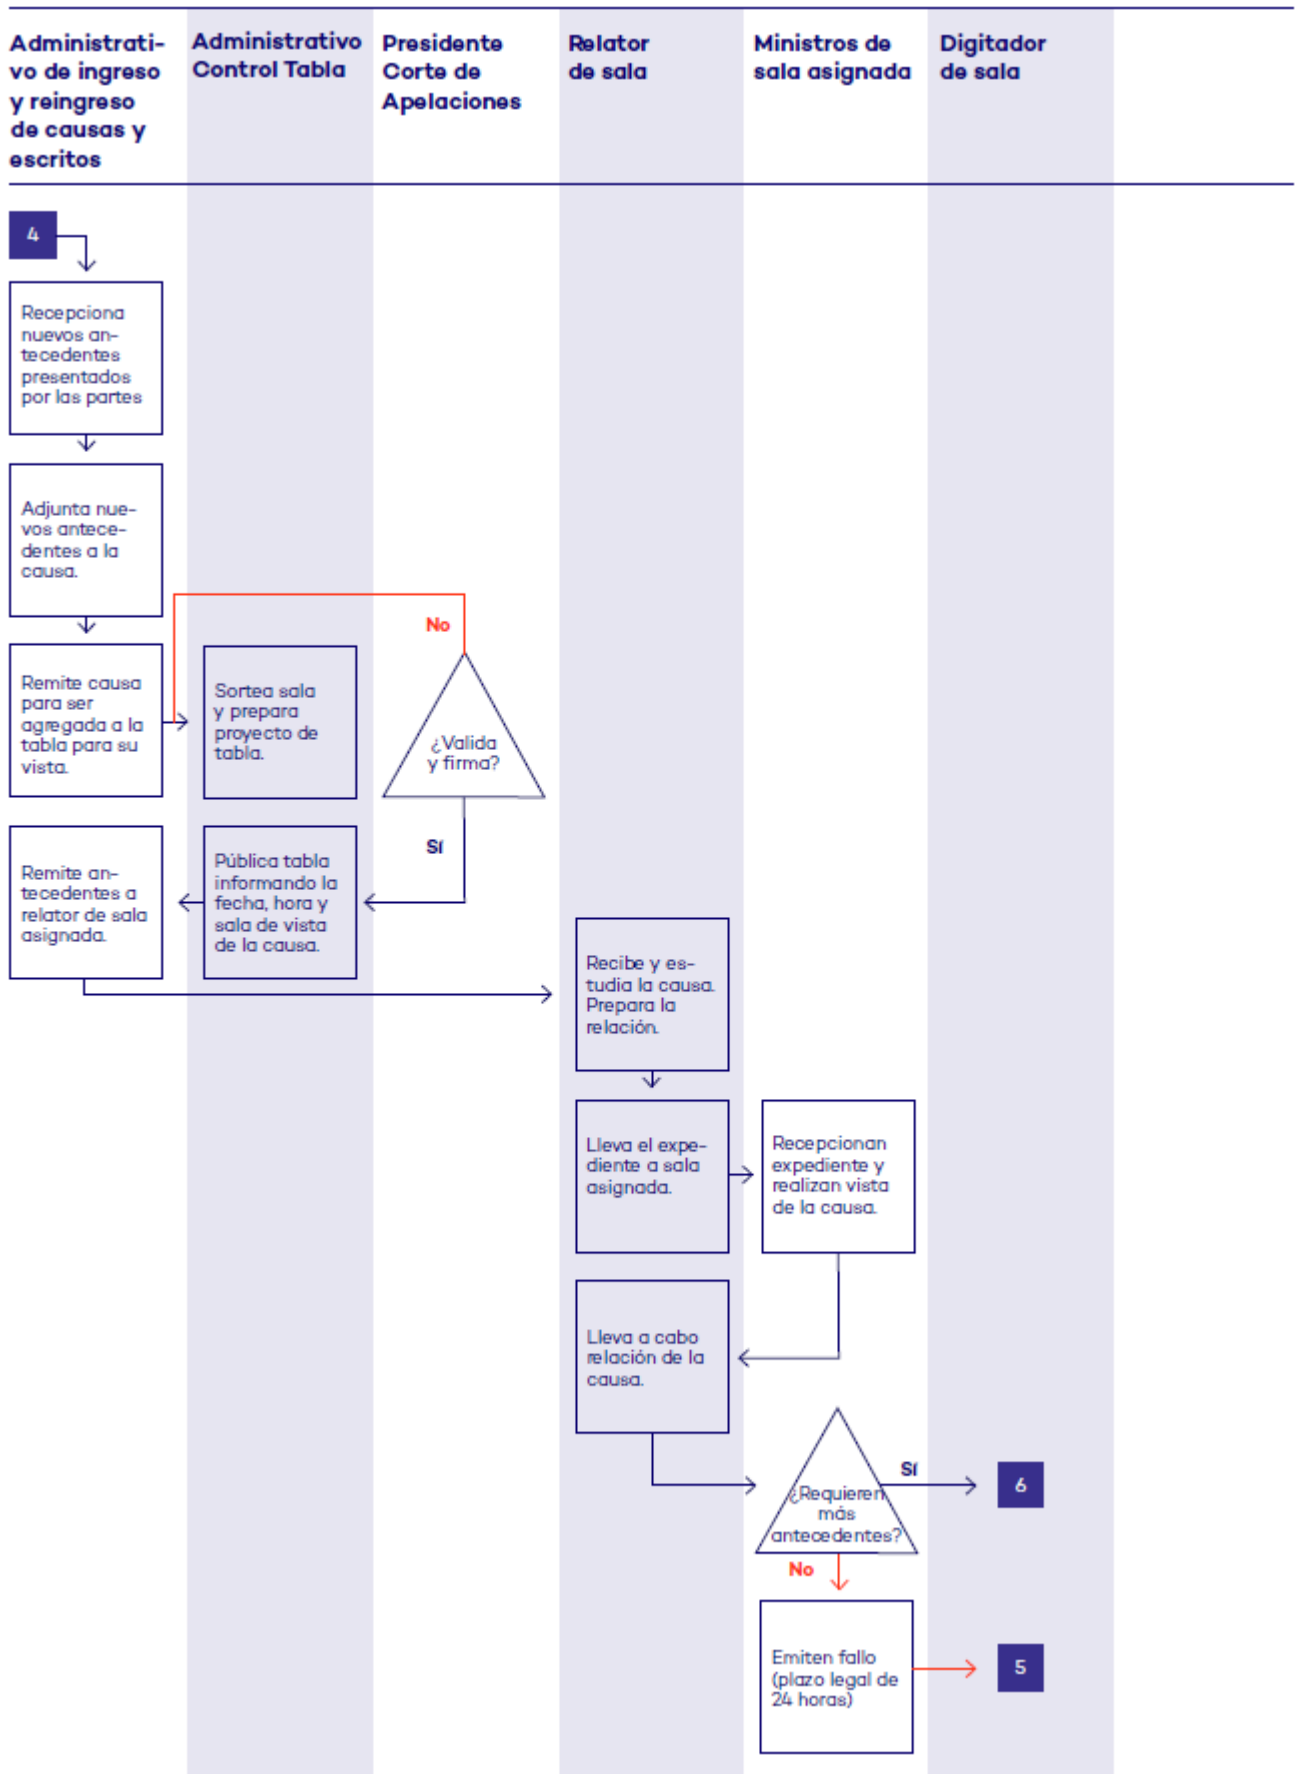 Administrati-
vo de ingreso
y reingreso
de causas y
escritos
Administrativo
Control Tabla
Presidente
Corte de
Apelaciones
Relator
de sala
Ministros de
sala asignada
Digitador
de sala
4
Recepciona
nuevos an-
tecedentes
presentados
por las partes
Adjunta nue-
vos antece-
dentes a la
causa.
No
Remite causa
para ser
agregada a la
tabla para su
vista.
Sortea sala
y prepara
proyecto de
tabla.
¿Valida
y firma?
Sí
Remite an-
tecedentes a
relator de sala
asignada.
Pública tabla
informando la
fecha, hora y
sala de vista
de la causa.
Recibe y es-
tudia la causa.
Prepara la
relación.
Lleva el expe-
diente a sala
asignada.
Recepcionan
expediente y
realizan vista
de la causa.
Lleva a cabo
relación de la
causa.
¿Requieren
más
antecedentes?
Sí
6
No
Emiten fallo
(plazo legal de
24 horas)
5